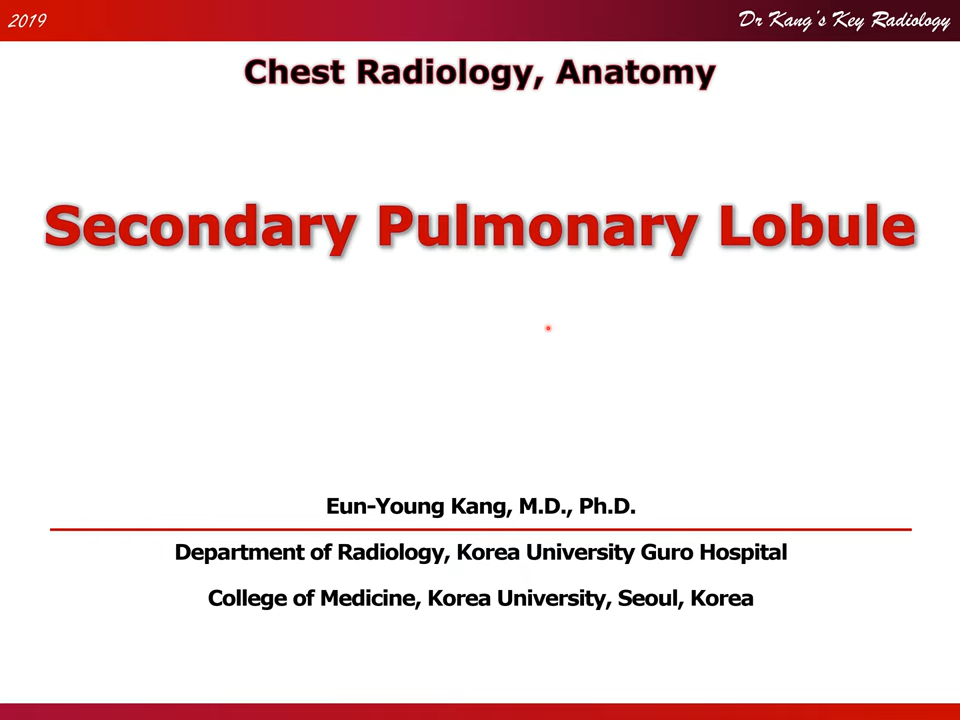 2019
Dr Kang's Key Radiology
Chest Radiology, Anatomy
Secondary Pulmonary Lobule
Eun-Young Kang, M.D., Ph.D.
Department of Radiology, Korea University Guro Hospital
College of Medicine, Korea University, Seoul, Korea